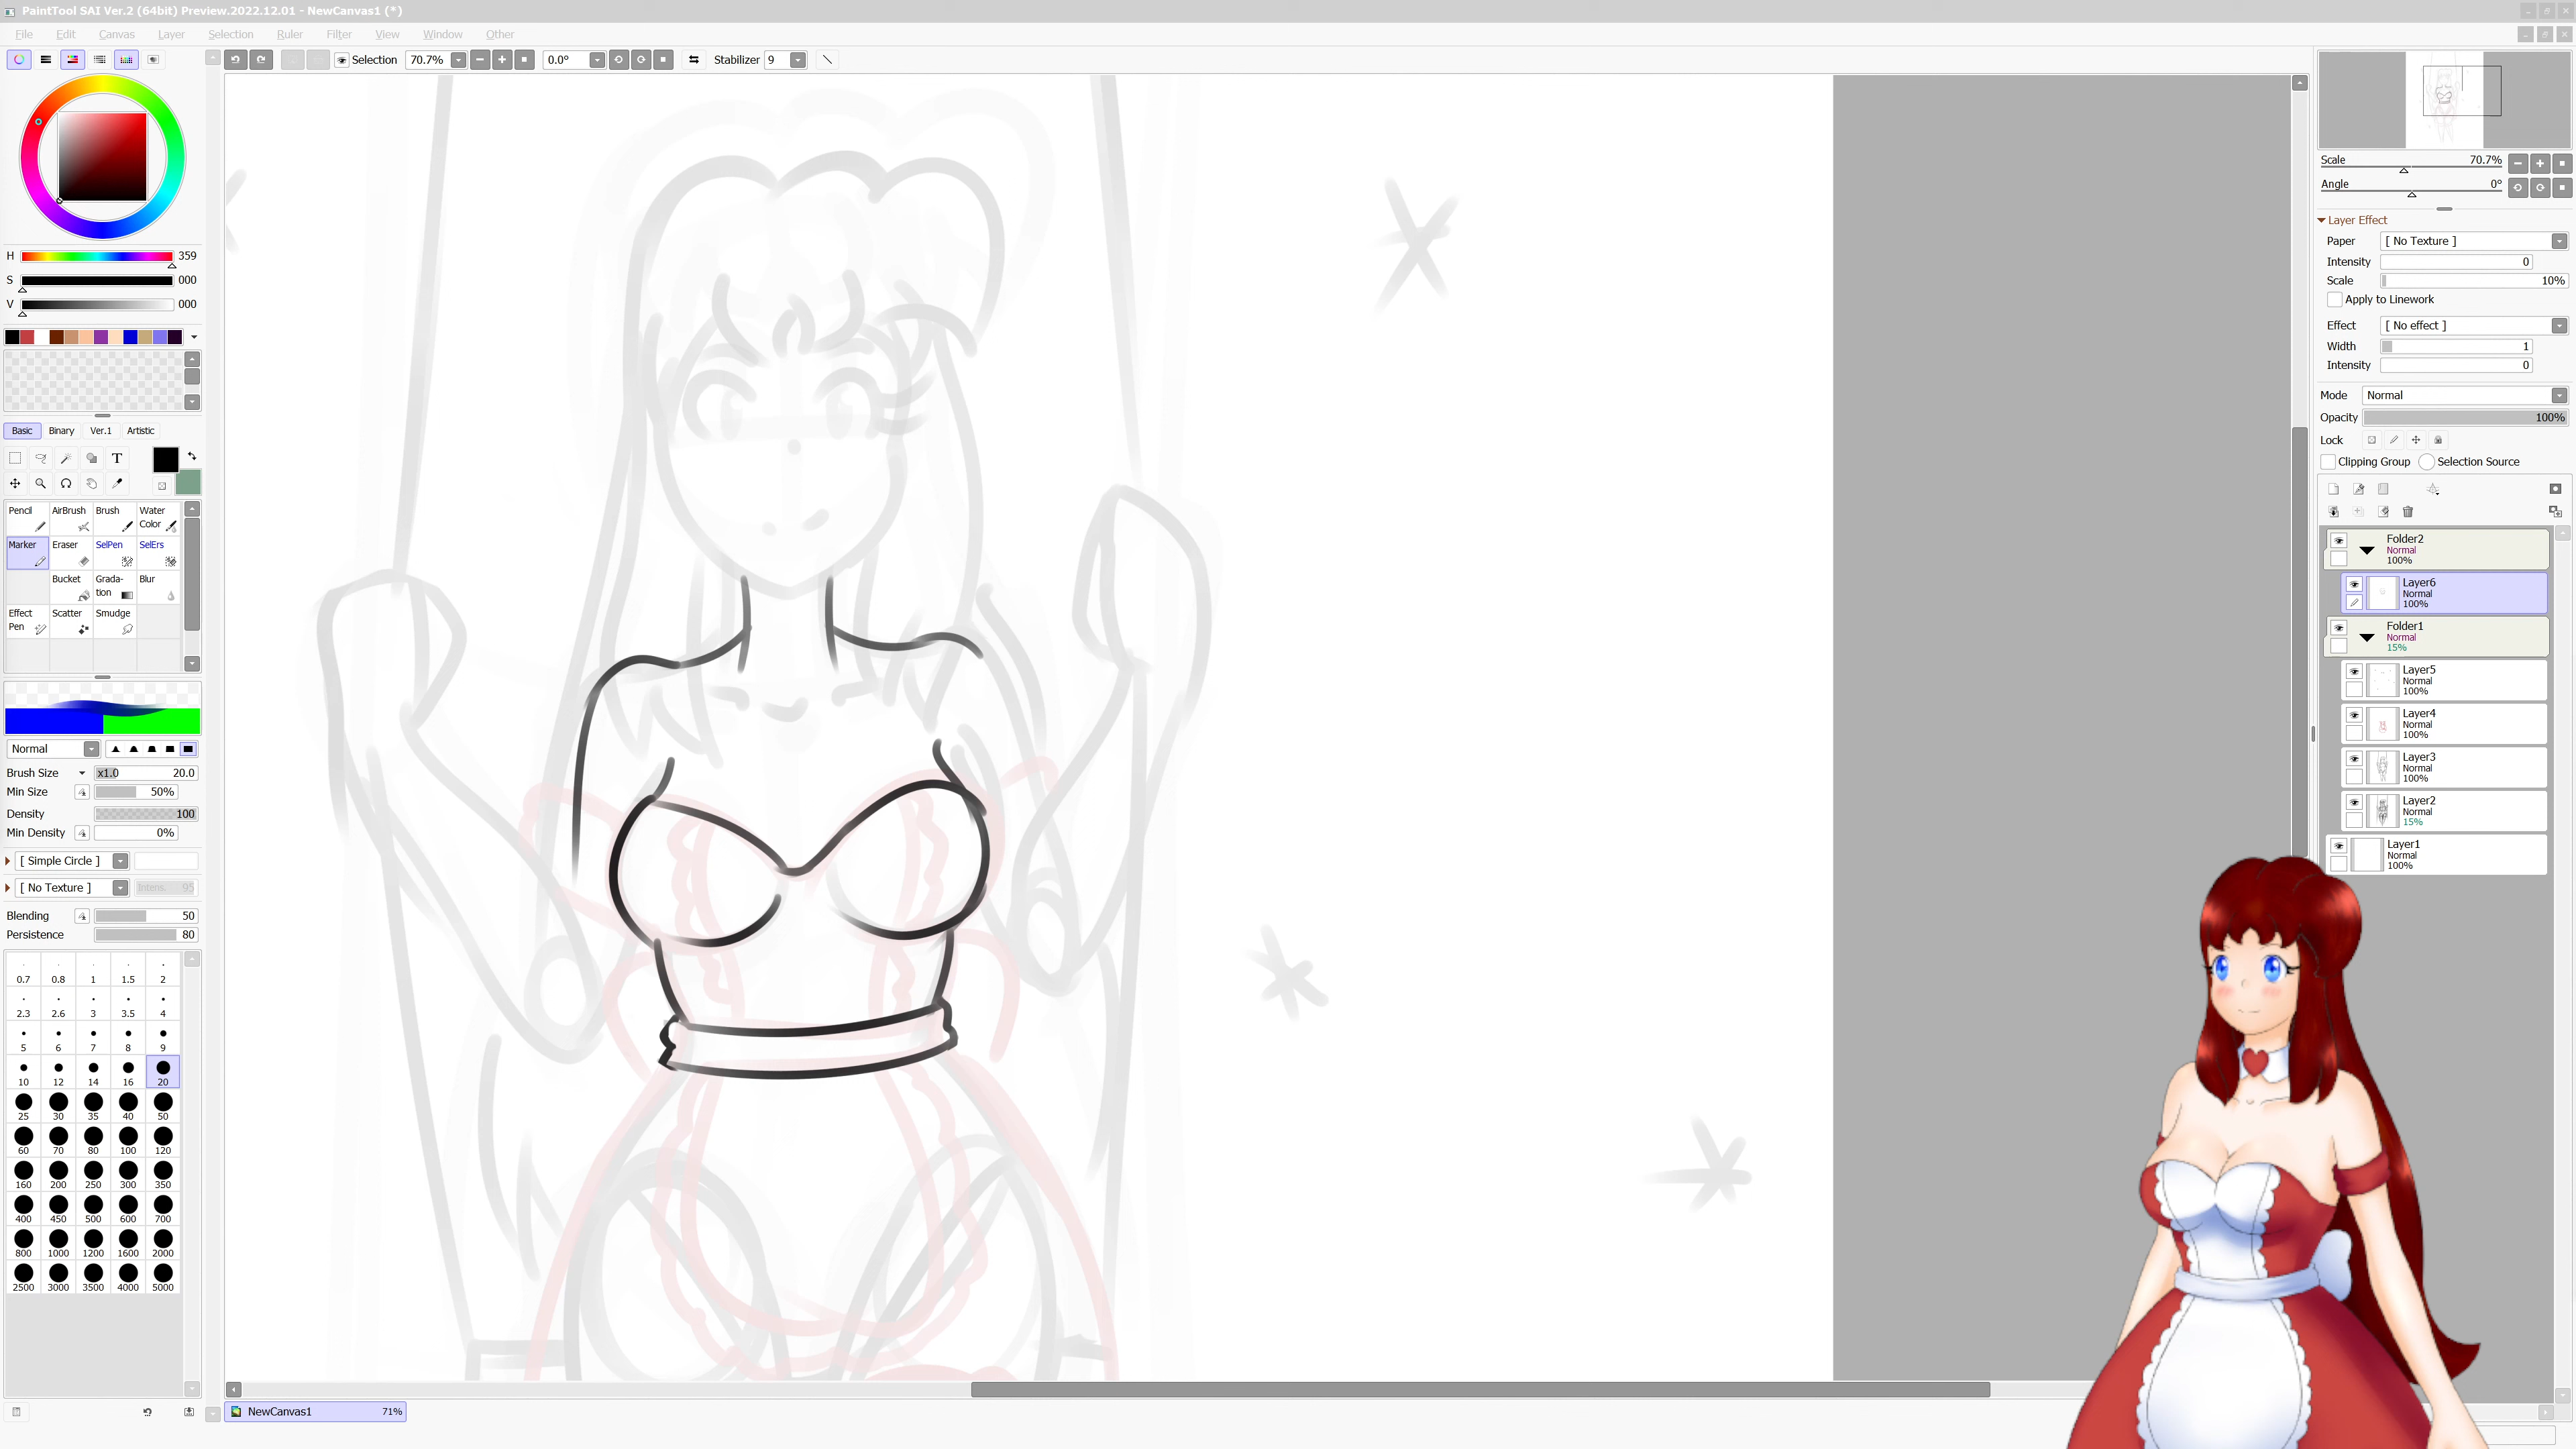 PaintTool SAI Ver.2 (64bit) Preview.2022.12.01 - NewCanvas1 (*)
File Edit Canvas Layer Selection Ruler Filter View Window Other
Selection 70.7% 0.0° Stabilizer 9
H 359
S 000
V 000
Basic Binary Ver.1 Artistic
T
Pencil AirBrush Brush Water Color
Marker Eraser SelPen SelErs
Bucket Grada-tion Blur
Effect Pen Scatter Smudge
Normal
Brush Size x1.0 20.0
Min Size 50%
Density 100
Min Density 0%
[ Simple Circle ]
[ No Texture ] Intens. 95
Blending 50
Persistence 80
0.7 0.8 1 1.5 2
2.3 2.6 3 3.5 4
5 6 7 8 9
10 12 14 16 20
25 30 35 40 50
60 70 80 100 120
160 200 250 300 350
400 450 500 600 700
800 1000 1200 1600 2000
2500 3000 3500 4000 5000
NewCanvas1 71%
Scale 70.7%
Angle 0°
Layer Effect
Paper [ No Texture ]
Intensity 0
Scale 10%
Apply to Linework
Effect [ No effect ]
Width 1
Intensity 0
Mode Normal
Opacity 100%
Lock
Clipping Group Selection Source
Folder2
Normal
100%
Layer6
Normal
100%
Folder1
Normal
15%
Layer5
Normal
100%
Layer4
Normal
100%
Layer3
Normal
100%
Layer2
Normal
15%
Layer1
Normal
100%